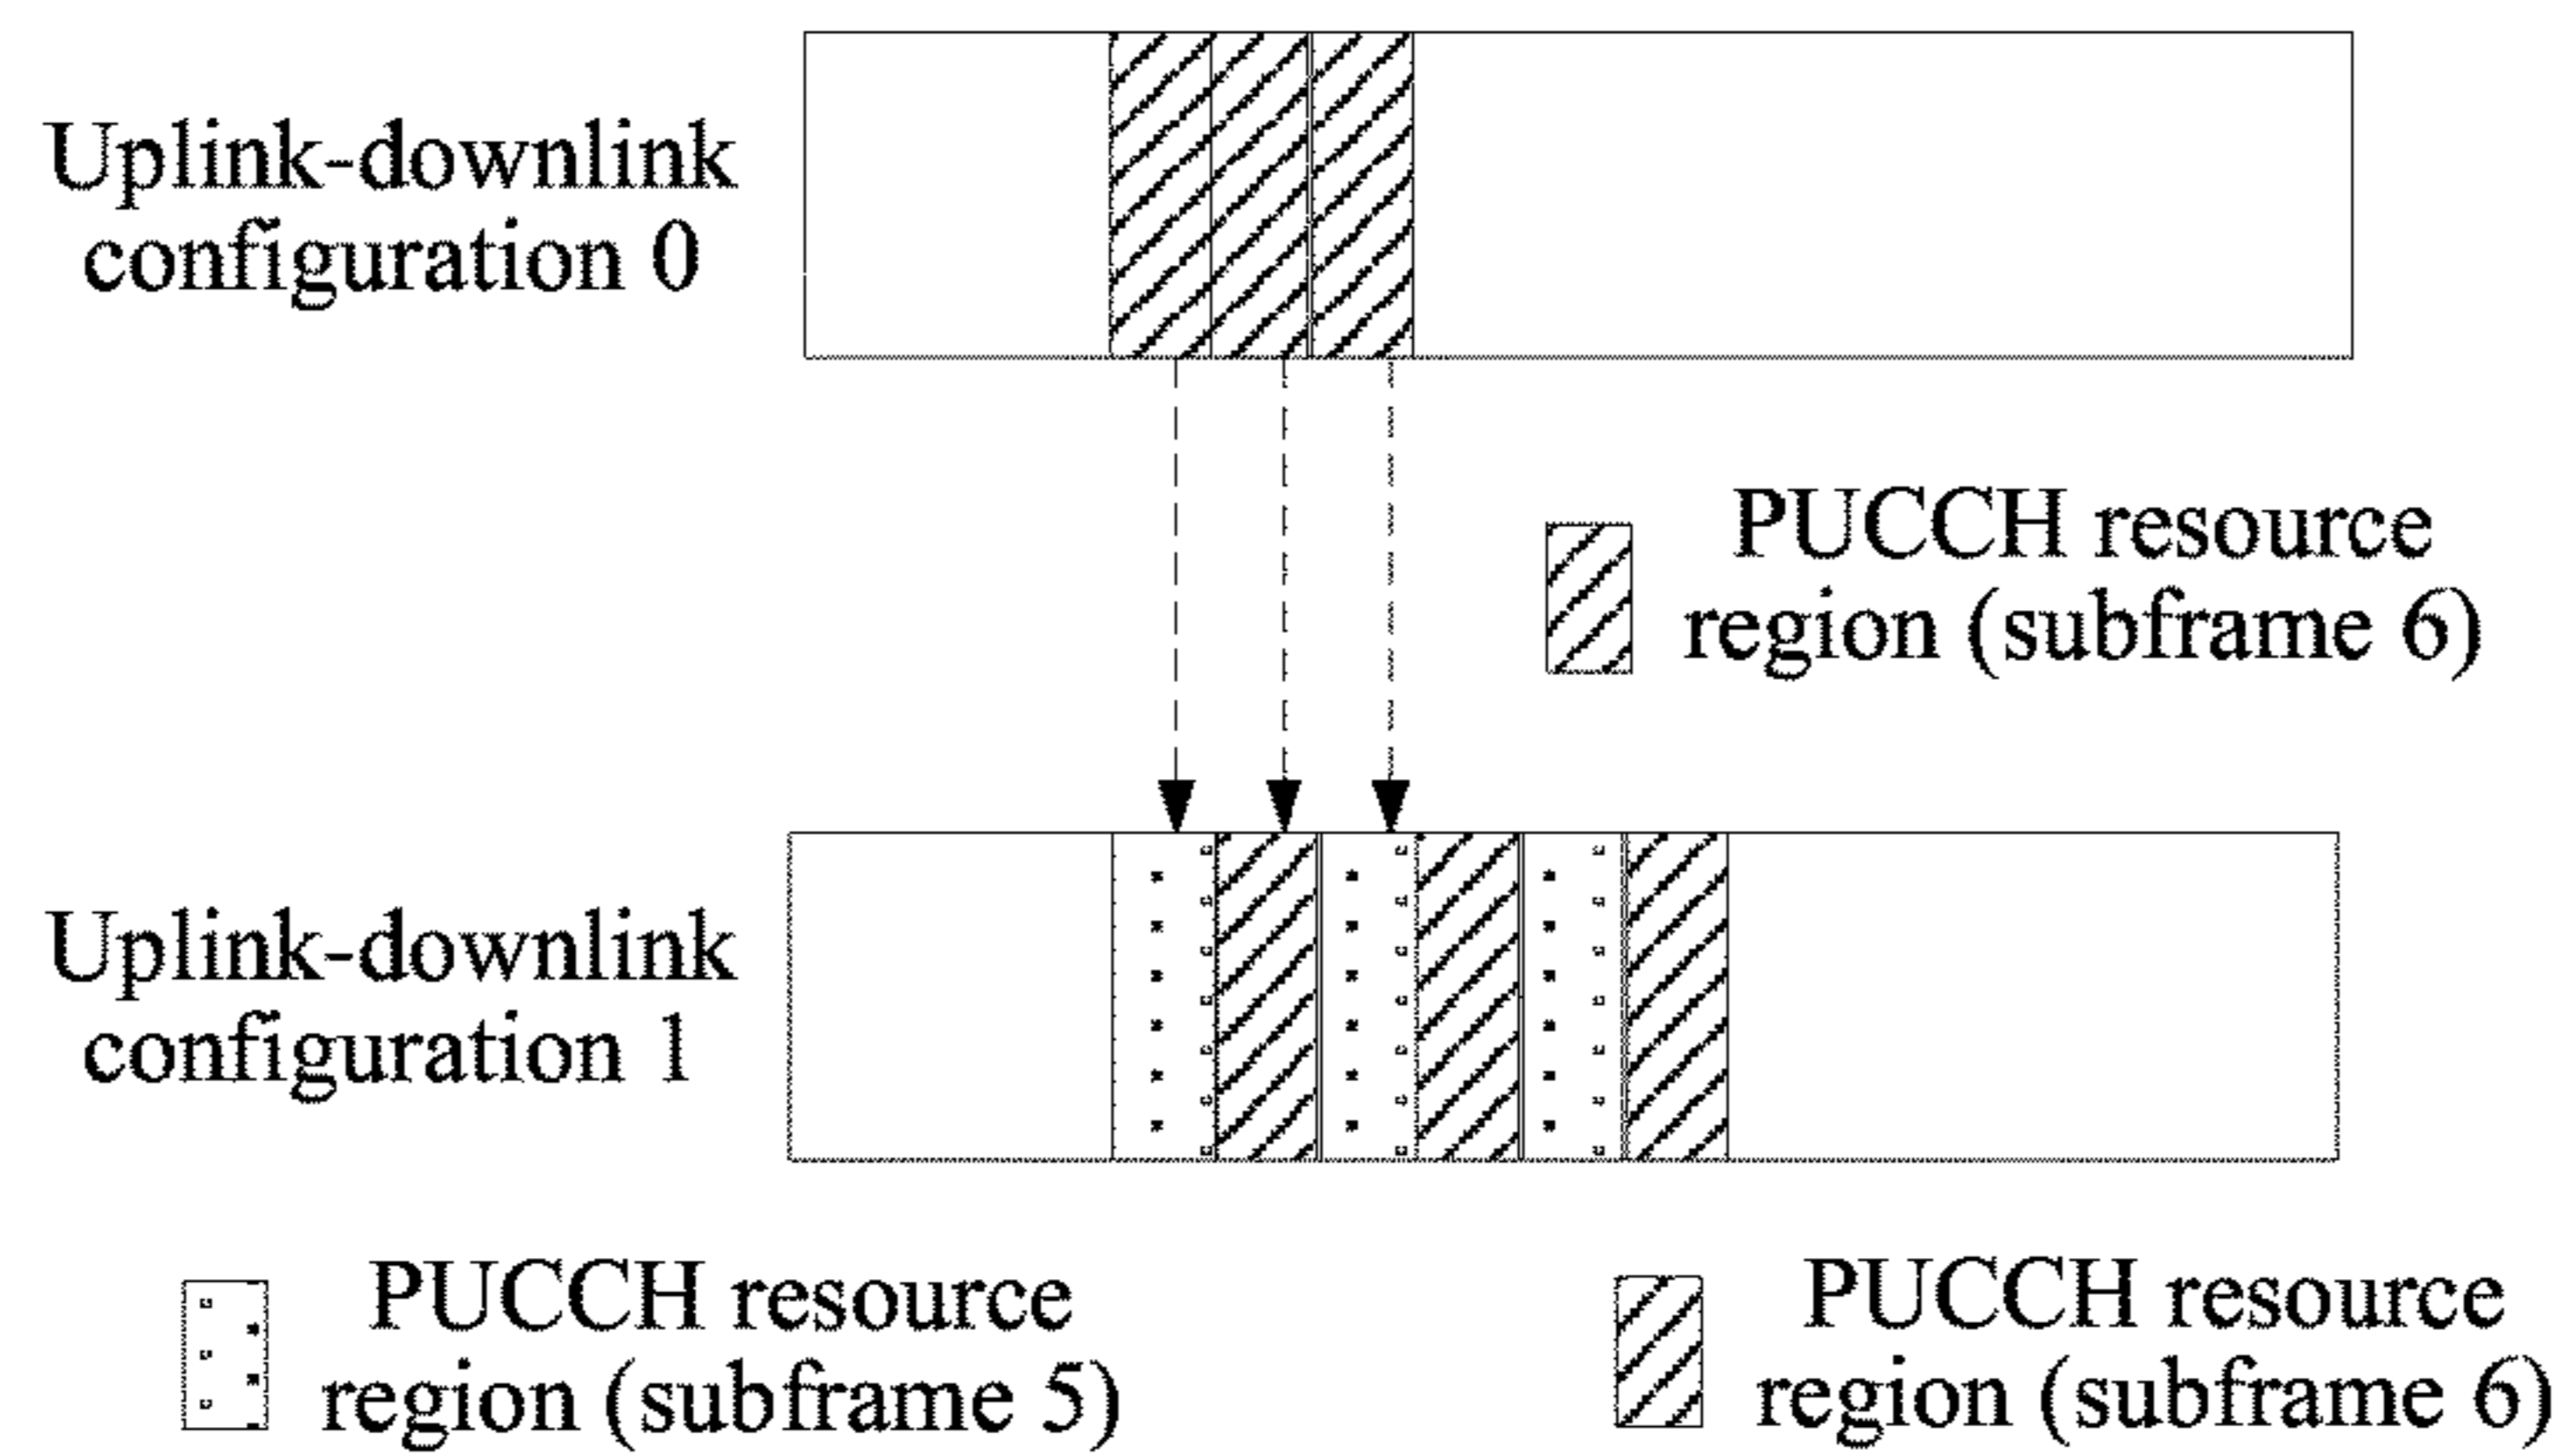 Uplink-downlink
configuration 0
PUCCH resource
region (subframe 6)
Uplink-downlink
configuration 1
PUCCH resource
region (subframe 5)
PUCCH resource
region (subframe 6)